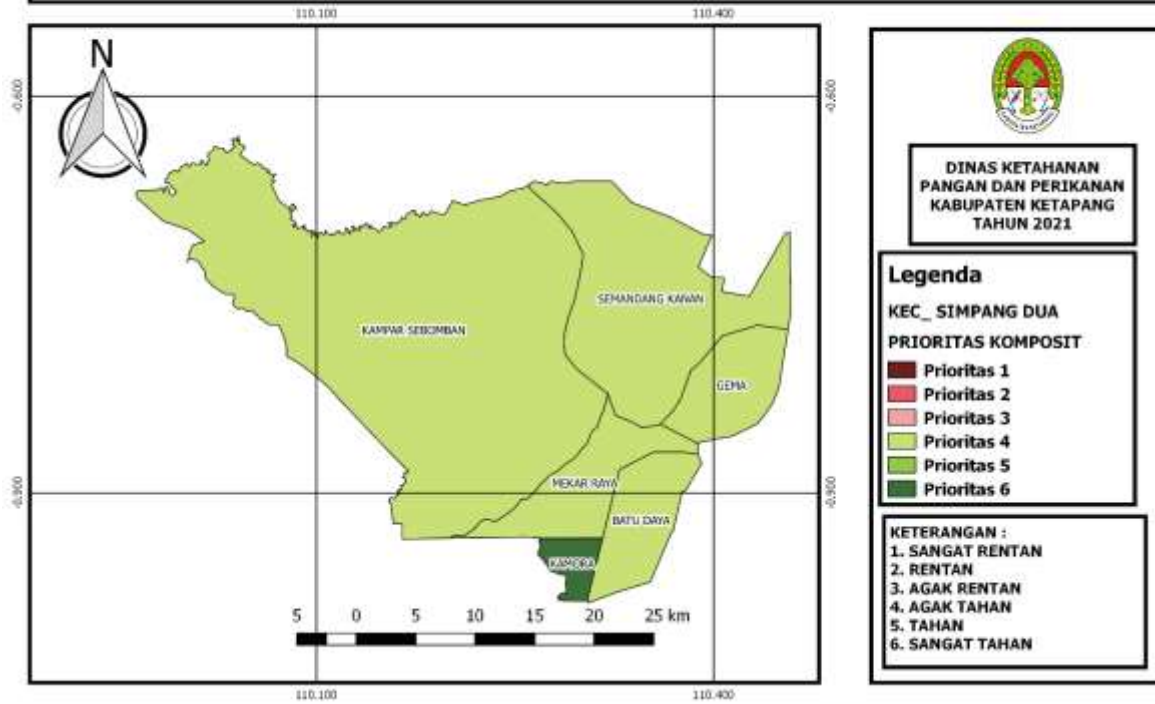 110.100
110.400
N
-0.600
-0.600
KAMPAR SEBOMBAN
SEMANDANG KANAN
GEMA
-0.900
-0.900
MEKAR RAYA
BATU DAYA
KAMORA
5 0 5 10 15 20 25 km
110.100
110.400
DINAS KETAHANAN
PANGAN DAN PERIKANAN
KABUPATEN KETAPANG
TAHUN 2021
Legenda
KEC_ SIMPANG DUA
PRIORITAS KOMPOSIT
Prioritas 1
Prioritas 2
Prioritas 3
Prioritas 4
Prioritas 5
Prioritas 6
KETERANGAN :
1. SANGAT RENTAN
2. RENTAN
3. AGAK RENTAN
4. AGAK TAHAN
5. TAHAN
6. SANGAT TAHAN